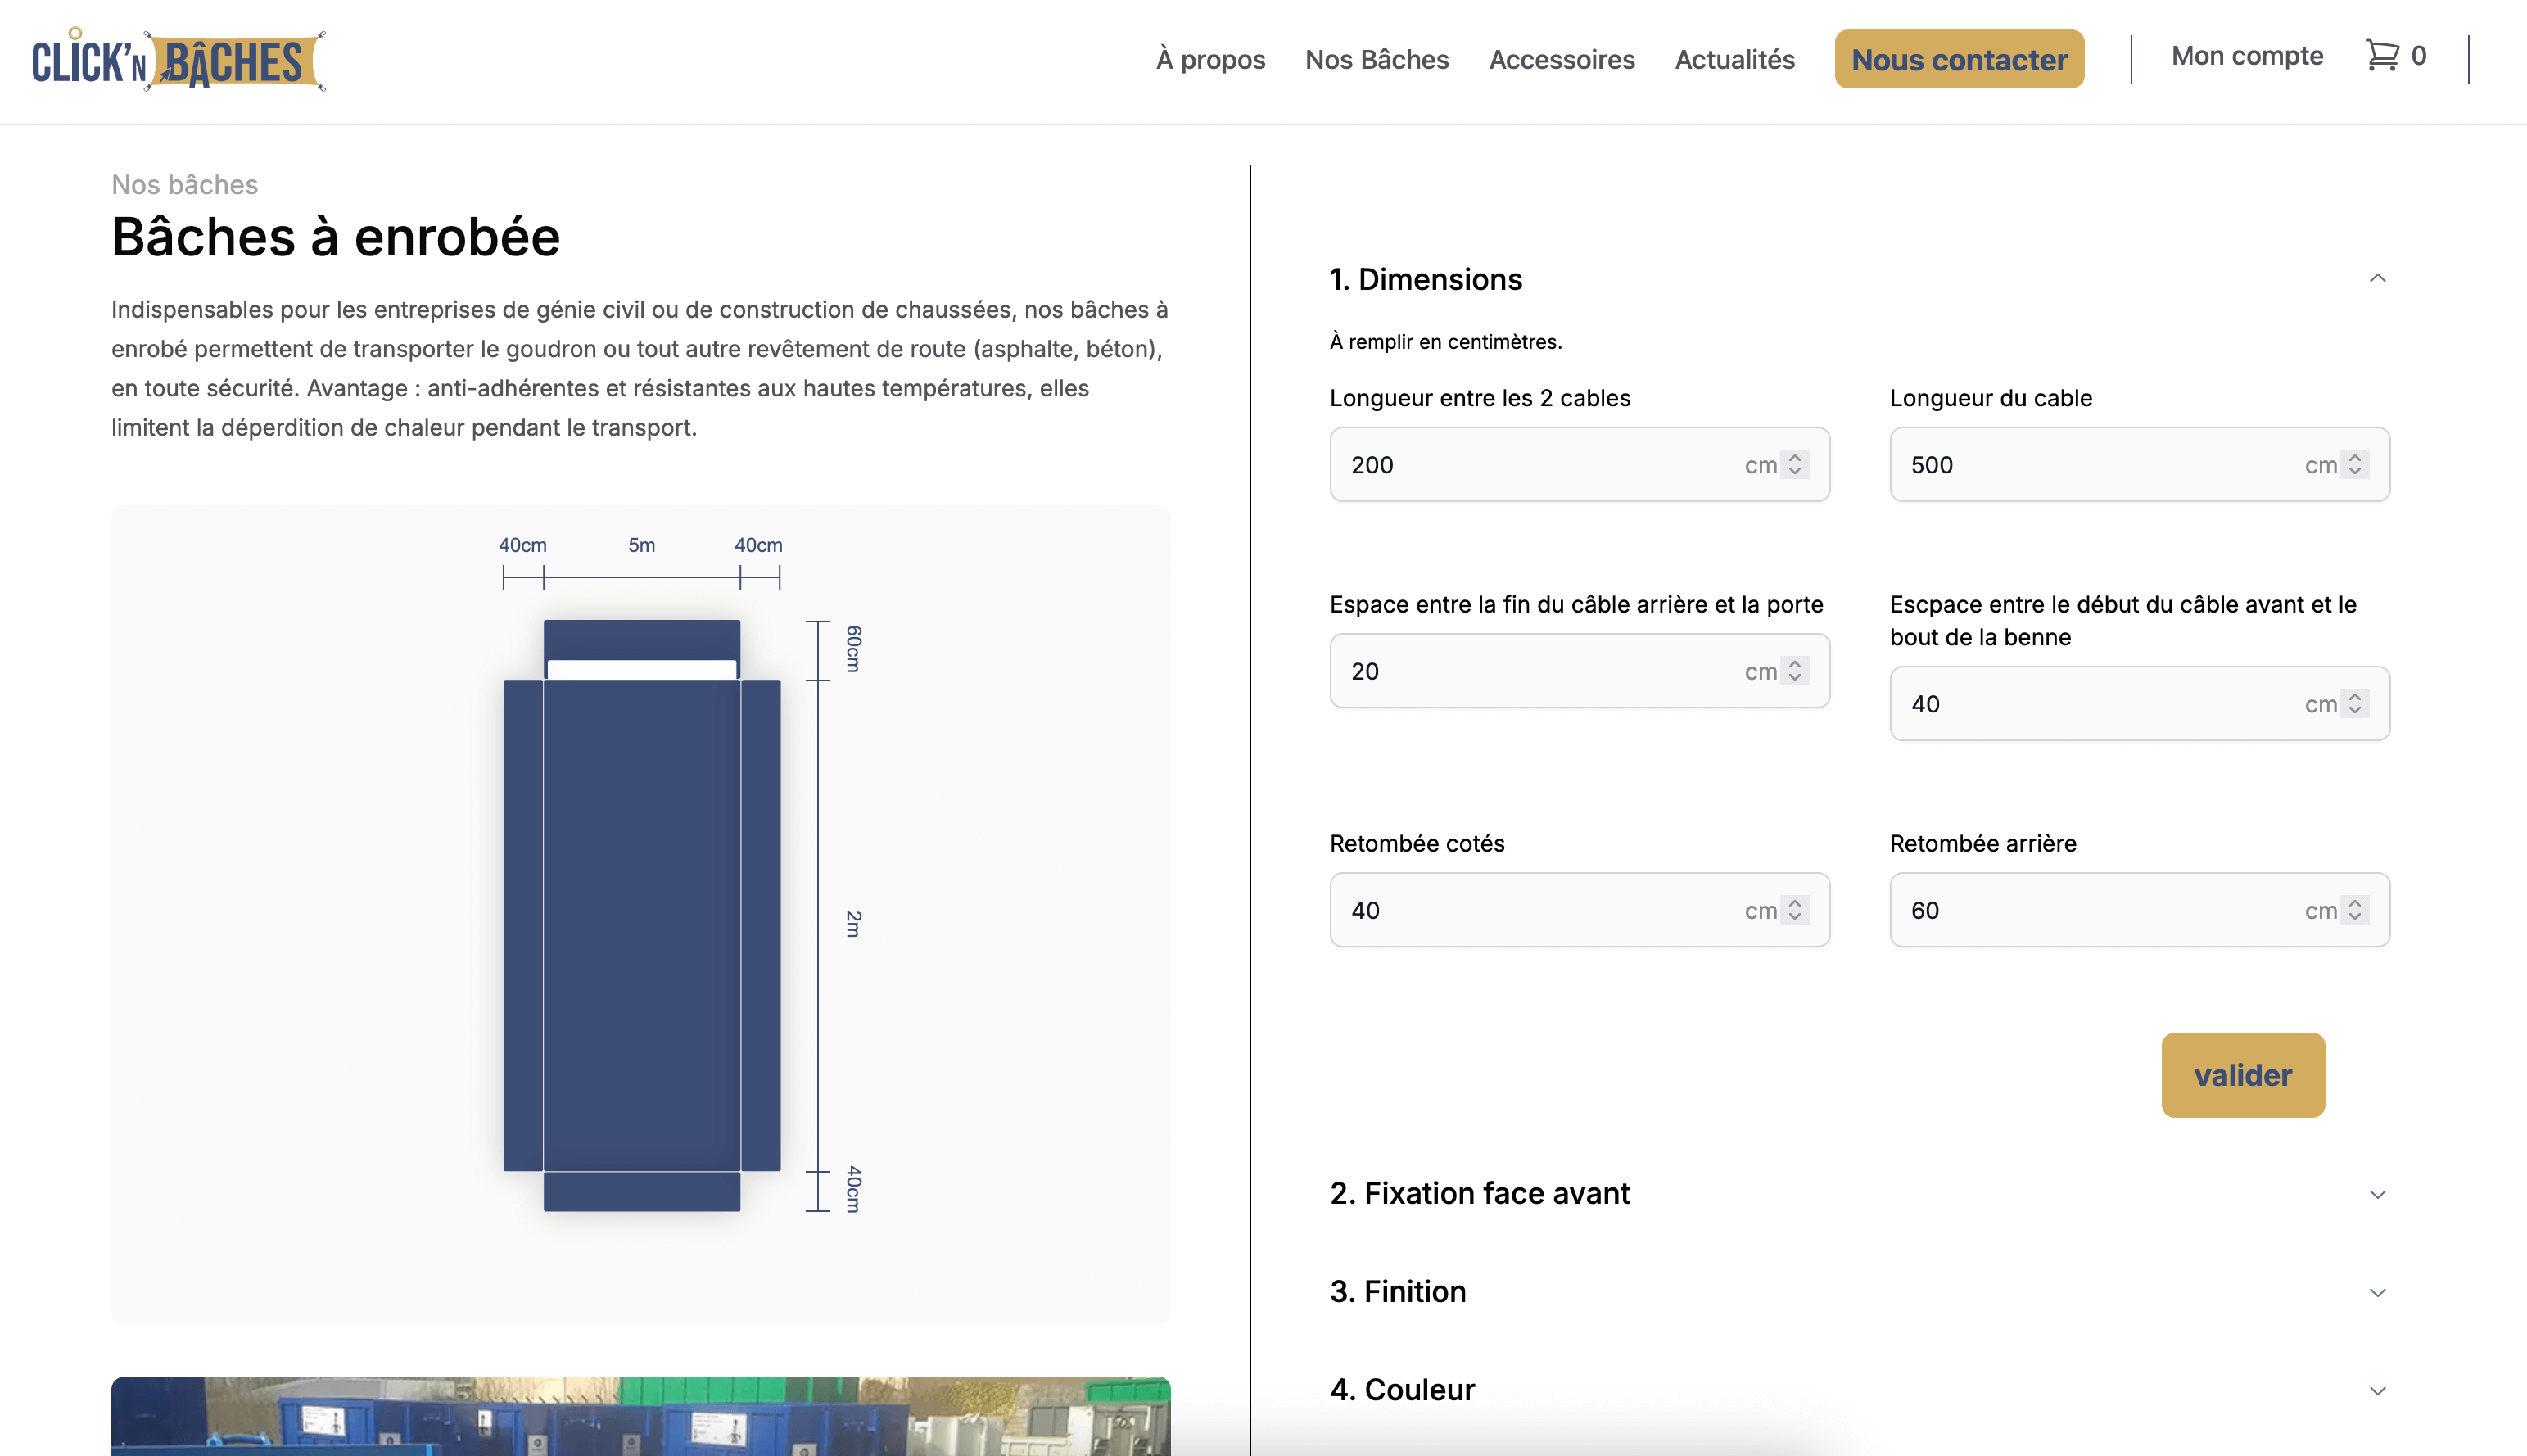 CLICK'N BÂCHES
À propos
Nos Bâches
Accessoires
Actualités
Nous contacter
Mon compte
0
Nos bâches
Bâches à enrobée
Indispensables pour les entreprises de génie civil ou de construction de chaussées, nos bâches à
enrobé permettent de transporter le goudron ou tout autre revêtement de route (asphalte, béton),
en toute sécurité. Avantage : anti-adhérentes et résistantes aux hautes températures, elles
limitent la déperdition de chaleur pendant le transport.
40cm
5m
40cm
60cm
2m
40cm
1. Dimensions
À remplir en centimètres.
Longueur entre les 2 cables
200
cm
Longueur du cable
500
cm
Espace entre la fin du câble arrière et la porte
20
cm
Escpace entre le début du câble avant et le
bout de la benne
40
cm
Retombée cotés
40
cm
Retombée arrière
60
cm
valider
2. Fixation face avant
3. Finition
4. Couleur